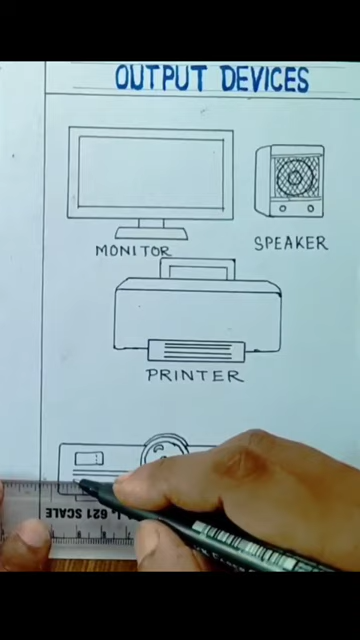 OUTPUT DEVICES
MONITOR
SPEAKER
PRINTER
621 SCALE